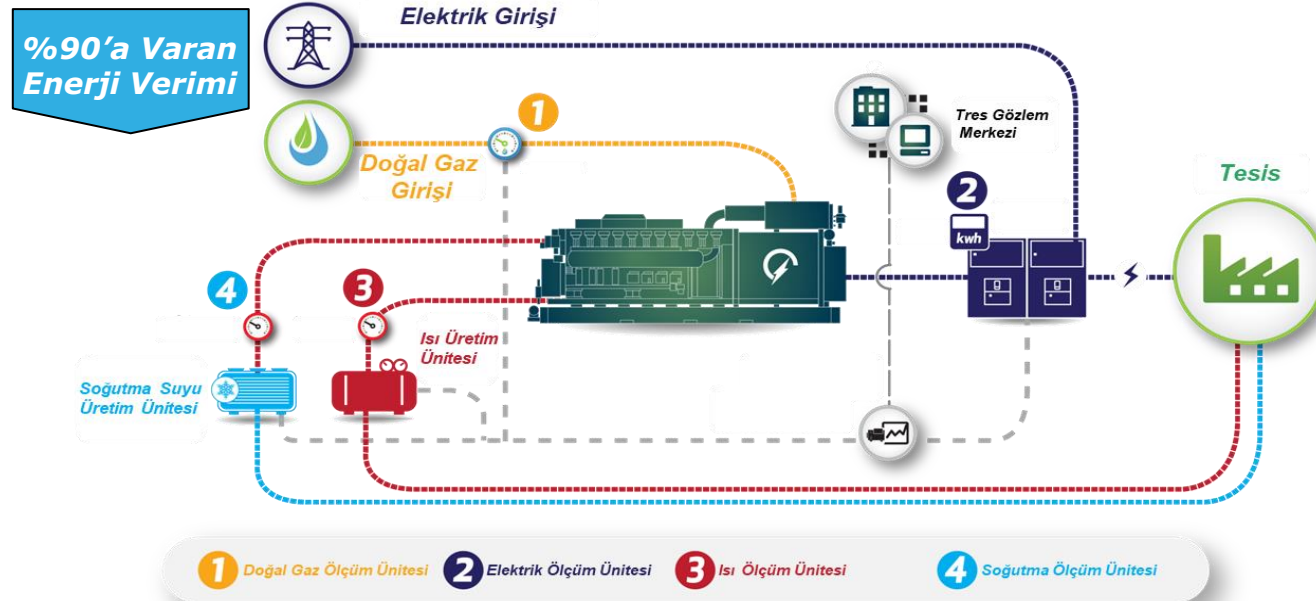 %90’a Varan
Enerji Verimi
Elektrik Girişi
1
Doğal Gaz
Girişi
Tres Gözlem
Merkezi
2
kwh
Tesis
4
3
Isı Üretim
Ünitesi
Soğutma Suyu
Üretim Ünitesi
1 Doğal Gaz Ölçüm Ünitesi 2 Elektrik Ölçüm Ünitesi 3 Isı Ölçüm Ünitesi 4 Soğutma Ölçüm Ünitesi